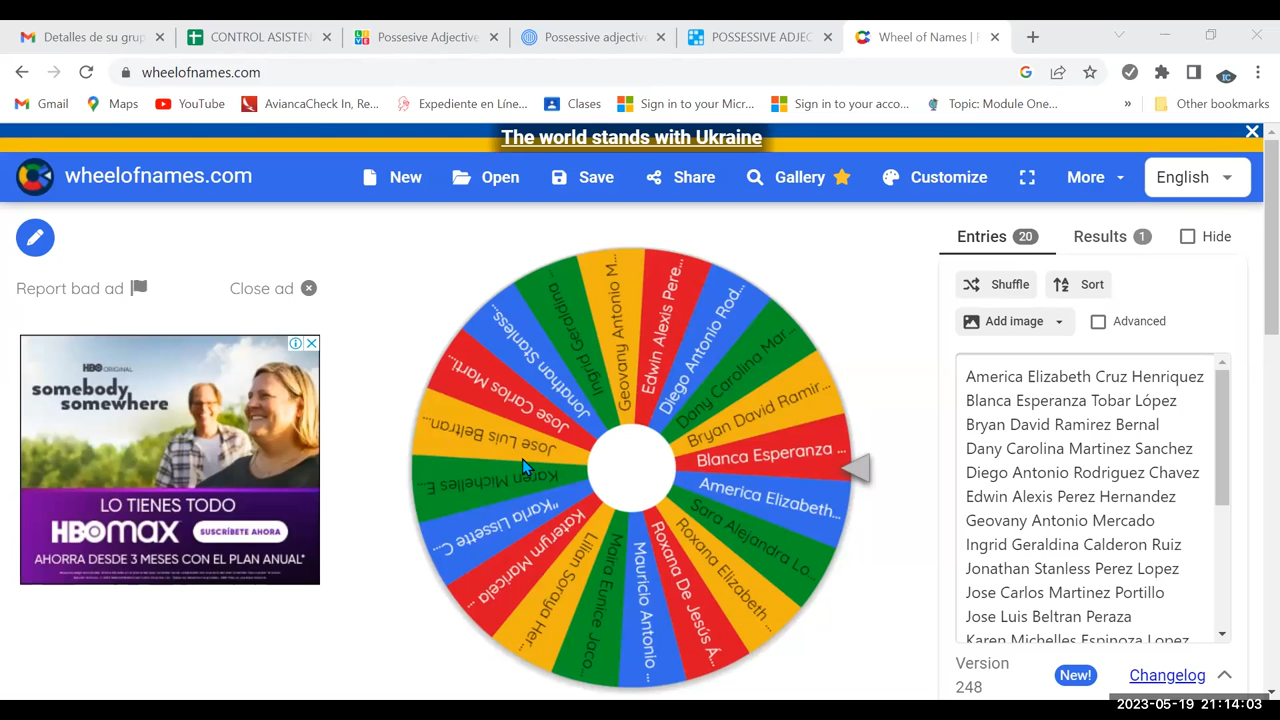 Detalles de su grup
CONTROL ASISTEN
Possesive Adjective
Possessive adjectiv
POSSESSIVE ADJEC
Wheel of Names | R
wheelofnames.com
Gmail
Maps
YouTube
AviancaCheck In, Re...
Expediente en Líne...
Clases
Sign in to your Micr...
Sign in to your acco...
Topic: Module One...
»
Other bookmarks
The world stands with Ukraine
wheelofnames.com
New
Open
Save
Share
Gallery
Customize
More
English
Report bad ad
Close ad
HBO ORIGINAL
somebody
somewhere
LO TIENES TODO
HBOMAX
SUSCRÍBETE AHORA
AHORRA DESDE 3 MESES CON EL PLAN ANUAL*
Geovany Antonio M...
Edwin Alexis Pere...
Diego Antonio Rod...
Dany Carolina Mar...
Bryan David Ramir...
Blanca Esperanza ...
America Elizabeth...
Sara Alejandra Lo...
Roxana Elizabeth ...
Roxana De Jesús Á...
Mauricio Antonio ...
Maira Eunice Jaco...
Lilian Soraya Her...
Katerym Maricela ...
"Karla Lissette C...
Karen Michelles E...
Jose Luis Beltran...
Jose Carlos Marti...
Jonathan Stanless...
Ingrid Geraldina ...
Entries 20
Results 1
Hide
Shuffle
Sort
Add image
Advanced
America Elizabeth Cruz Henriquez
Blanca Esperanza Tobar López
Bryan David Ramirez Bernal
Dany Carolina Martinez Sanchez
Diego Antonio Rodriguez Chavez
Edwin Alexis Perez Hernandez
Geovany Antonio Mercado
Ingrid Geraldina Calderon Ruiz
Jonathan Stanless Perez Lopez
Jose Carlos Martinez Portillo
Jose Luis Beltran Peraza
Karen Michelles Espinoza Lopez
Version
248
New!
Changelog
2023-05-19 21:14:03